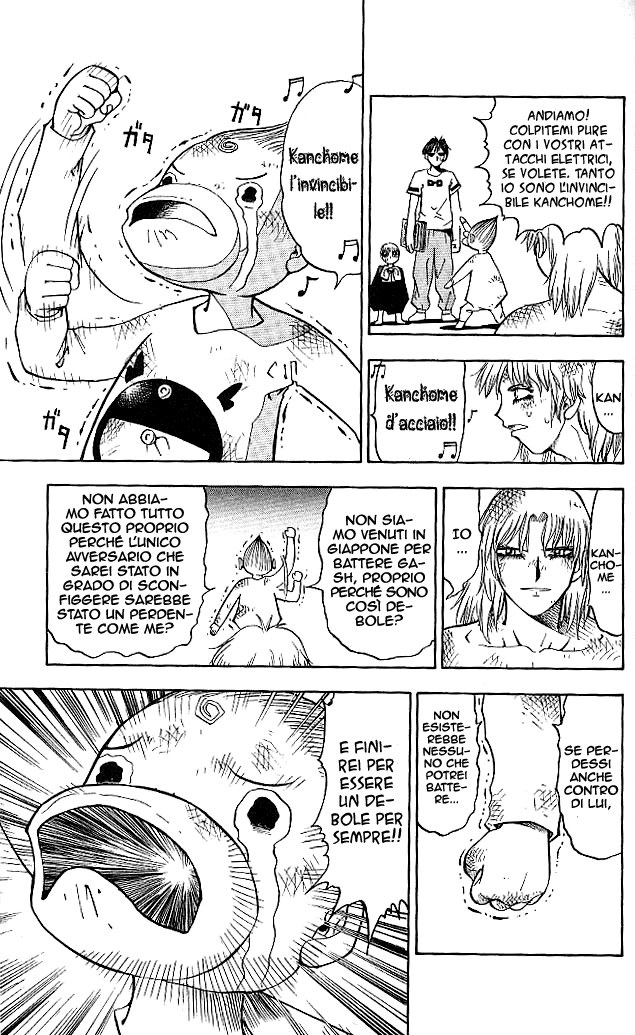 ANDIAMO!
COLPITEMI PURE
CON I VOSTRI AT-
TACCHI ELETTRICI,
SE VOLETE. TANTO
IO SONO L'INVINCI-
BILE KANCHOME!!
Kanchome
l'invincibi-
le!!
ガタ
ガタ
ガタ
KAN...
Kanchome
d'acciaio!!
KAN-
CHO-
ME
...
IO
...
NON SIA-
MO VENUTI IN
GIAPPONE PER
BATTERE GA-
SH, PROPRIO
PERCHÉ SONO
COSÌ DE-
BOLE?
NON ABBIA-
MO FATTO TUTTO
QUESTO PROPRIO
PERCHÉ L'UNICO
AVVERSARIO CHE
SAREI STATO IN
GRADO DI SCON-
FIGGERE SAREBBE
STATO UN PERDEN-
TE COME ME?
SE PER-
DESSI ANCHE
CONTRO
DI LUI,
NON
ESISTE-
REBBE
NESSU-
NO CHE
POTREI
BATTE-
RE...
E FINI-
REI PER
ESSERE
UN DE-
BOLE PER
SEMPRE!!